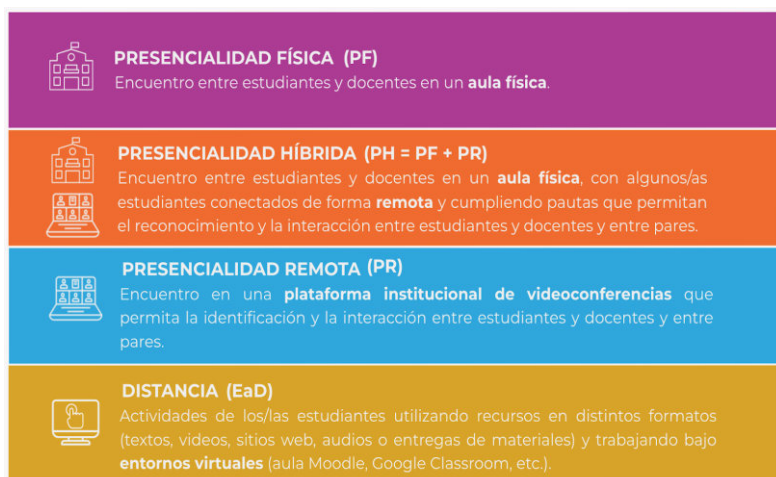 PRESENCIALIDAD FÍSICA (PF)
Encuentro entre estudiantes y docentes en un aula física.
PRESENCIALIDAD HÍBRIDA (PH = PF + PR)
Encuentro entre estudiantes y docentes en un aula física, con algunos/as
estudiantes conectados de forma remota y cumpliendo pautas que permitan
el reconocimiento y la interacción entre estudiantes y docentes y entre pares.
PRESENCIALIDAD REMOTA (PR)
Encuentro en una plataforma institucional de videoconferencias que
permita la identificación y la interacción entre estudiantes y docentes y entre
pares.
DISTANCIA (EaD)
Actividades de los/las estudiantes utilizando recursos en distintos formatos
(textos, videos, sitios web, audios o entregas de materiales) y trabajando bajo
entornos virtuales (aula Moodle, Google Classroom, etc.).